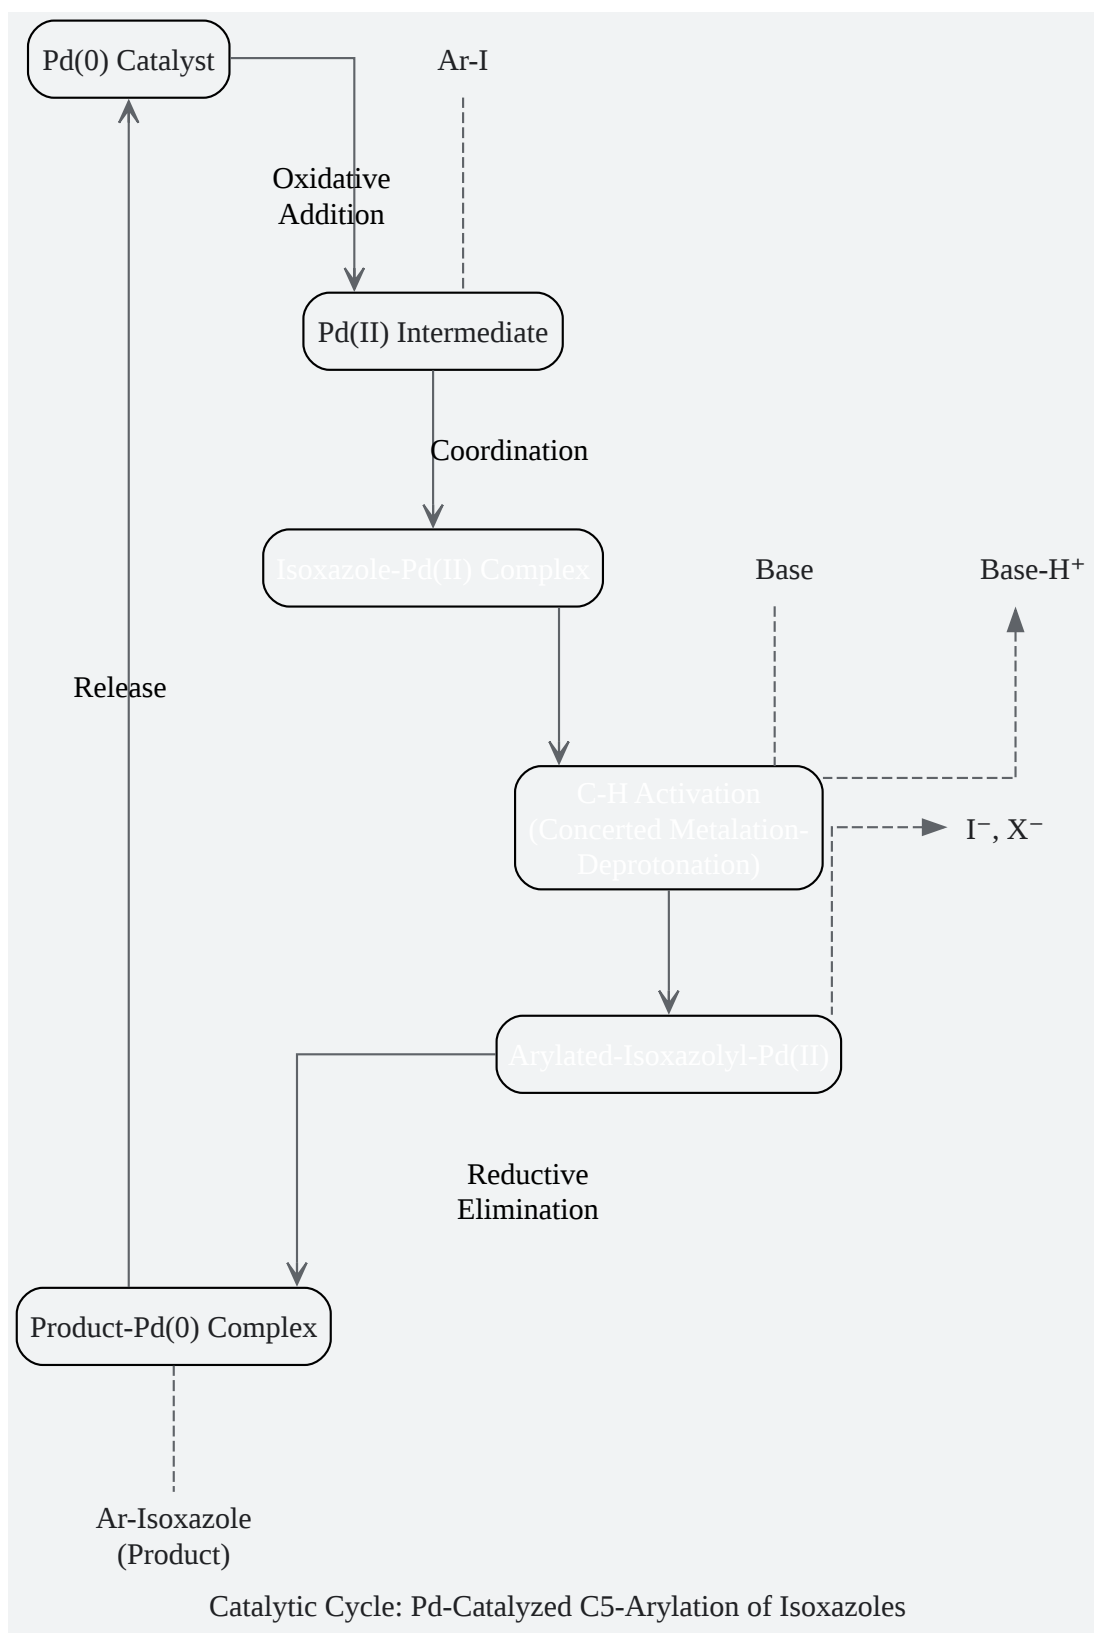 Pd(0) Catalyst
Ar-I
Oxidative
Addition
Pd(II) Intermediate
Coordination
Isoxazole-Pd(II) Complex
Base
Base-H⁺
Release
C-H Activation
(Concerted Metalation-
Deprotonation)
I⁻, X⁻
Arylated-Isoxazolyl-Pd(II)
Reductive
Elimination
Product-Pd(0) Complex
Ar-Isoxazole
(Product)
Catalytic Cycle: Pd-Catalyzed C5-Arylation of Isoxazoles